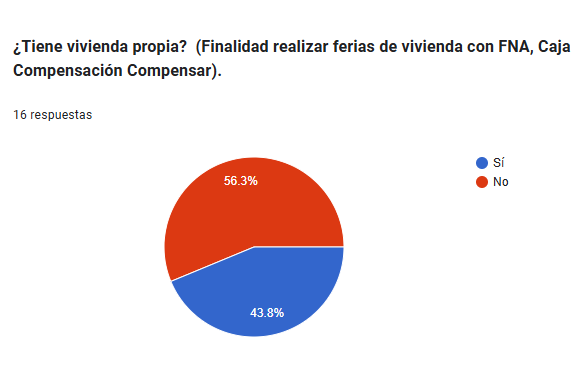 ¿Tiene vivienda propia?  (Finalidad realizar ferias de vivienda con FNA, Caja
Compensación Compensar).
16 respuestas
Sí
No
56.3%
43.8%